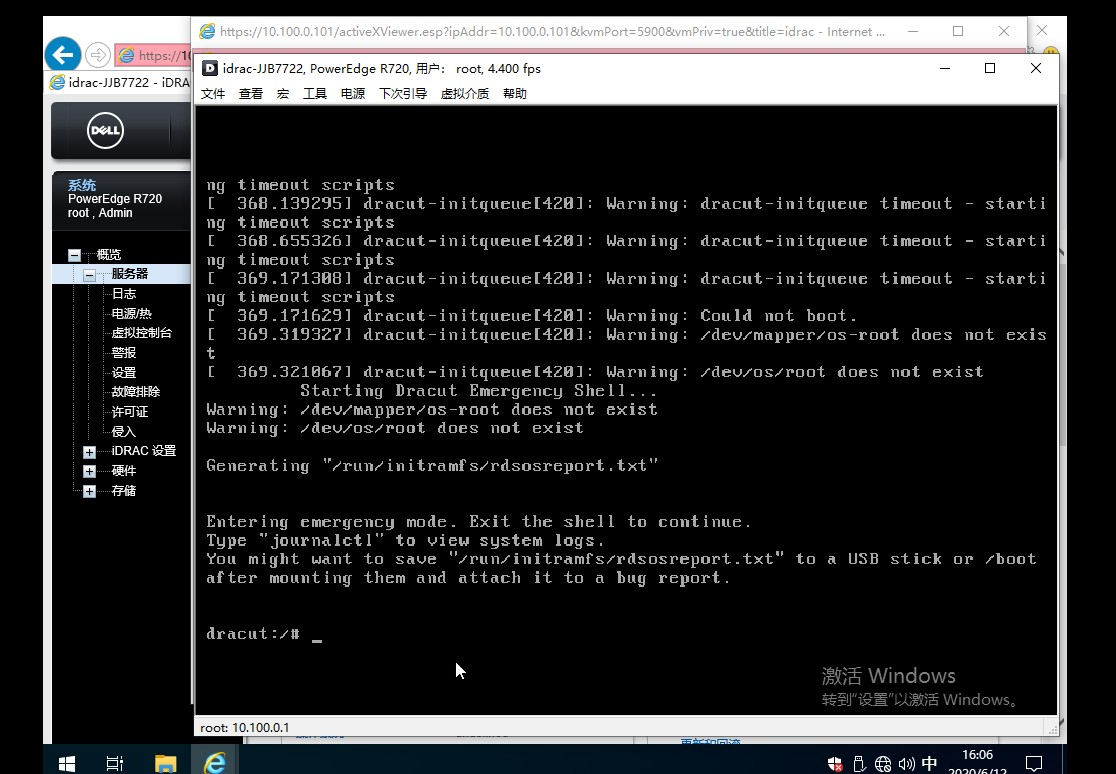 https://10.100.0.101/activeXViewer.esp?ipAddr=10.100.0.101&kvmPort=5900&vmPriv=true&title=idrac - Internet ...
https://10
idrac-JJB7722 - iDRA
idrac-JJB7722, PowerEdge R720, 用户： root, 4.400 fps
文件 查看 宏 工具 电源 下次引导 虚拟介质 帮助
DELL
系统
PowerEdge R720
root , Admin
概览
服务器
日志
电源/热
虚拟控制台
警报
设置
故障排除
许可证
侵入
iDRAC 设置
硬件
存储
ng timeout scripts
[  368.139295] dracut-initqueue[420]: Warning: dracut-initqueue timeout - starti
ng timeout scripts
[  368.655326] dracut-initqueue[420]: Warning: dracut-initqueue timeout - starti
ng timeout scripts
[  369.171308] dracut-initqueue[420]: Warning: dracut-initqueue timeout - starti
ng timeout scripts
[  369.171629] dracut-initqueue[420]: Warning: Could not boot.
[  369.319327] dracut-initqueue[420]: Warning: /dev/mapper/os-root does not exis
t
[  369.321067] dracut-initqueue[420]: Warning: /dev/os/root does not exist
Starting Dracut Emergency Shell...
Warning: /dev/mapper/os-root does not exist
Warning: /dev/os/root does not exist
Generating "/run/initramfs/rdsosreport.txt"
Entering emergency mode. Exit the shell to continue.
Type "journalctl" to view system logs.
You might want to save "/run/initramfs/rdsosreport.txt" to a USB stick or /boot
after mounting them and attach it to a bug report.
dracut:/# _
激活 Windows
转到"设置"以激活 Windows。
root: 10.100.0.1
中
16:06
2020/6/12